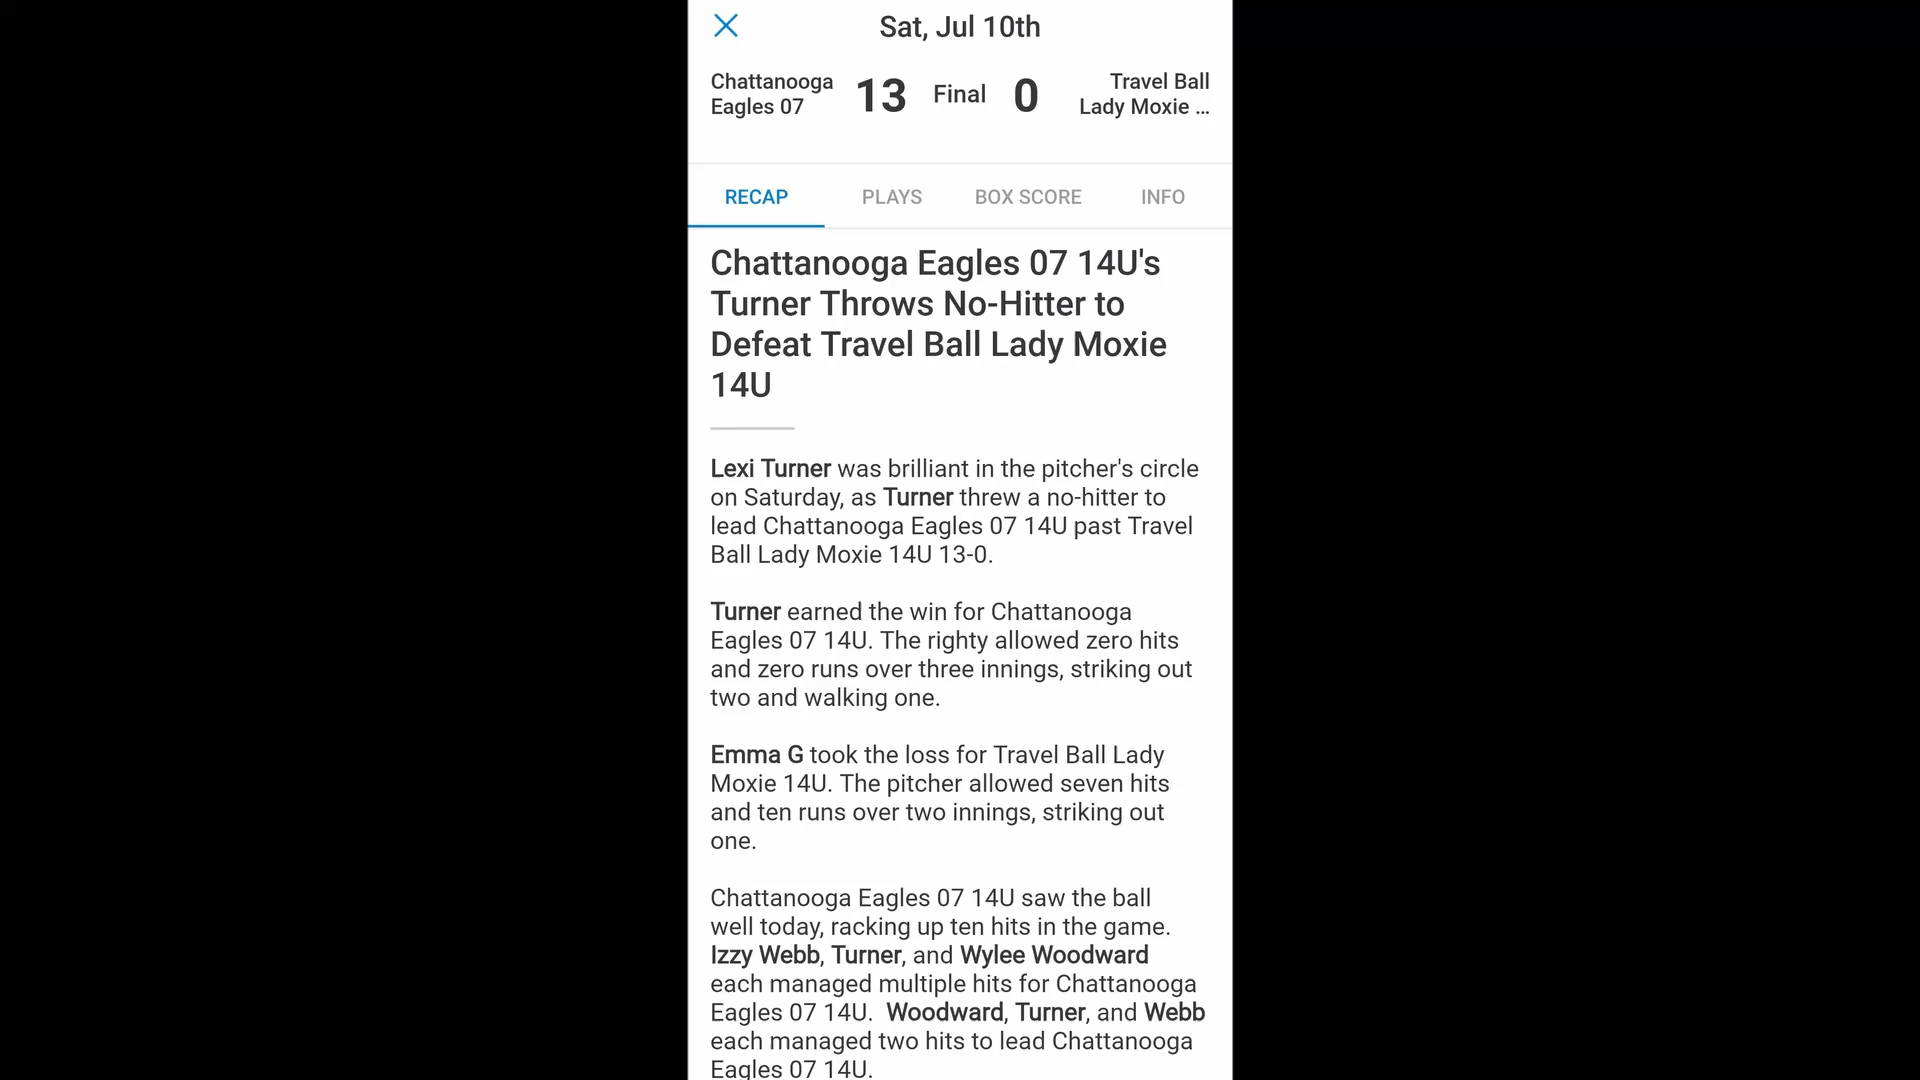 Sat, Jul 10th
Chattanooga
Eagles 07
13
Final
0
Travel Ball
Lady Moxie ...
RECAP
PLAYS
BOX SCORE
INFO
Chattanooga Eagles 07 14U's
Turner Throws No-Hitter to
Defeat Travel Ball Lady Moxie
14U
Lexi Turner was brilliant in the pitcher's circle
on Saturday, as Turner threw a no-hitter to
lead Chattanooga Eagles 07 14U past Travel
Ball Lady Moxie 14U 13-0.
Turner earned the win for Chattanooga
Eagles 07 14U. The righty allowed zero hits
and zero runs over three innings, striking out
two and walking one.
Emma G took the loss for Travel Ball Lady
Moxie 14U. The pitcher allowed seven hits
and ten runs over two innings, striking out
one.
Chattanooga Eagles 07 14U saw the ball
well today, racking up ten hits in the game.
Izzy Webb, Turner, and Wylee Woodward
each managed multiple hits for Chattanooga
Eagles 07 14U. Woodward, Turner, and Webb
each managed two hits to lead Chattanooga
Eagles 07 14U.